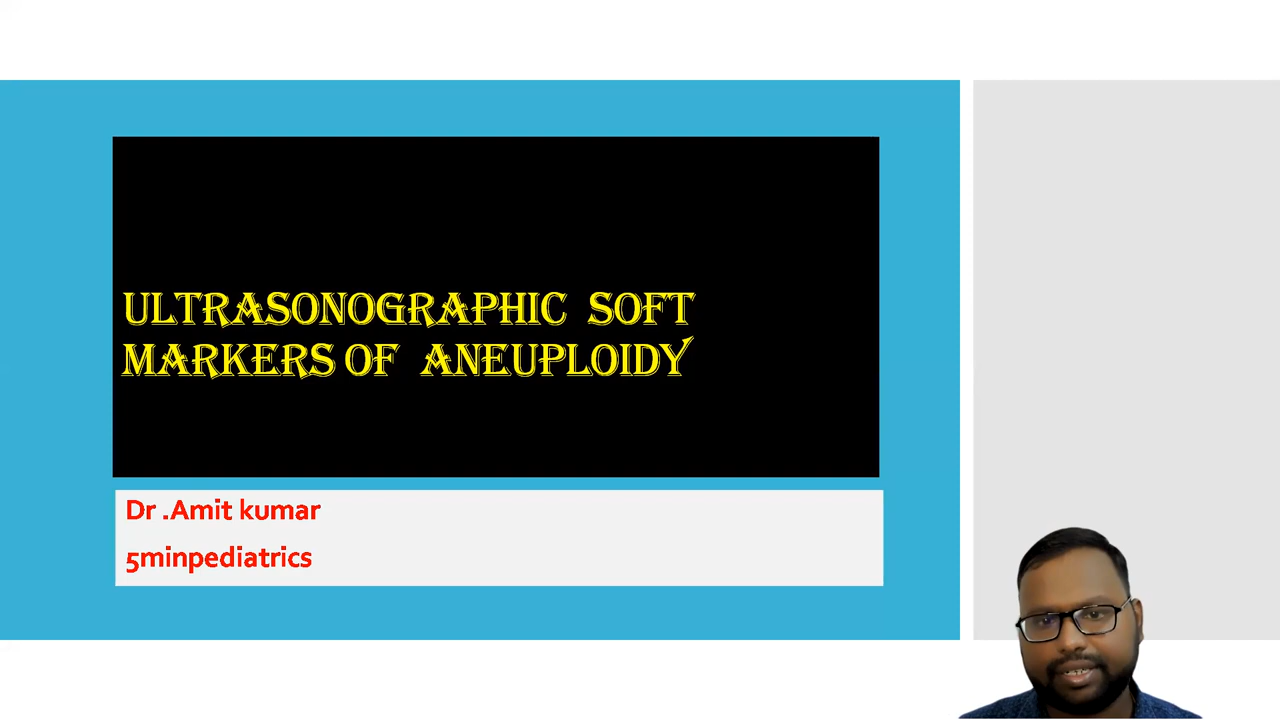 ULTRASONOGRAPHIC SOFT
MARKERS OF ANEUPLOIDY
Dr .Amit kumar
5minpediatrics